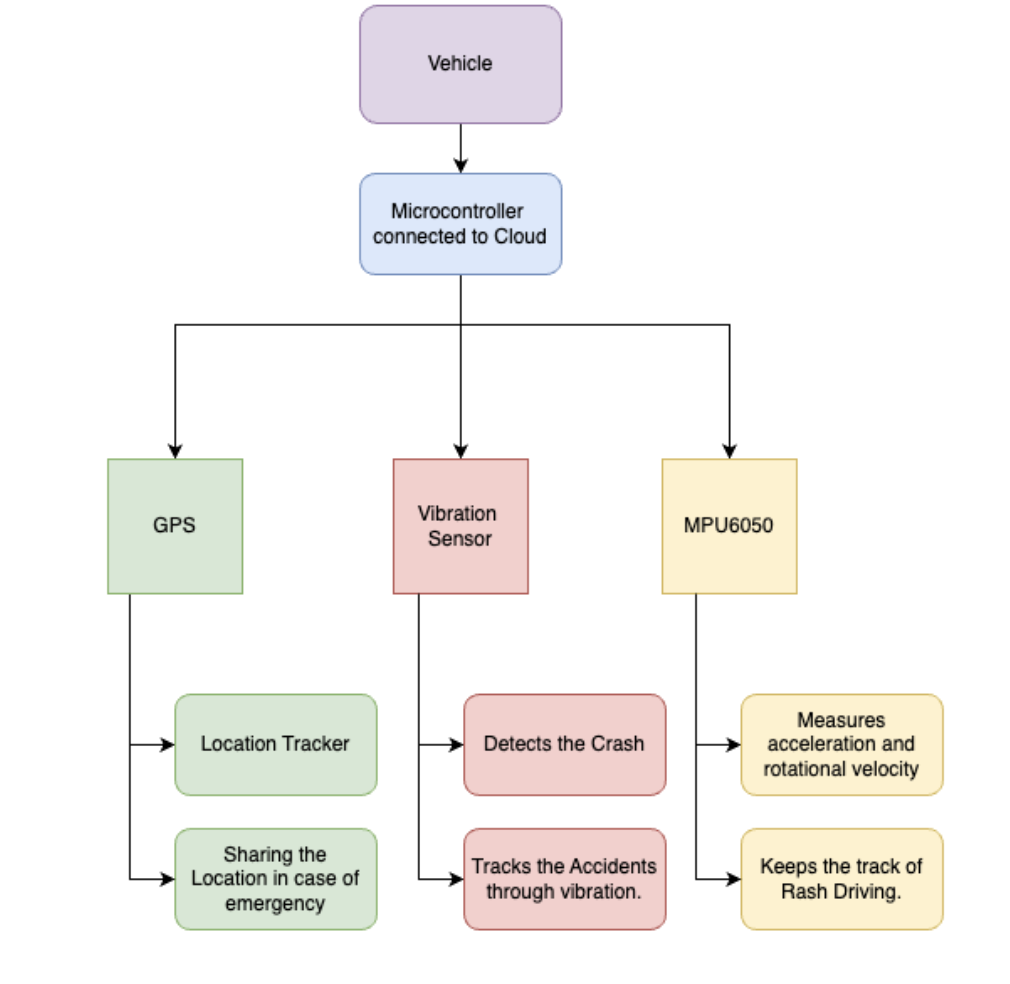 Vehicle
Microcontroller
connected to Cloud
GPS
Vibration
Sensor
MPU6050
Location Tracker
Detects the Crash
Measures
acceleration and
rotational velocity
Sharing the
Location in case of
emergency
Tracks the Accidents
through vibration.
Keeps the track of
Rash Driving.